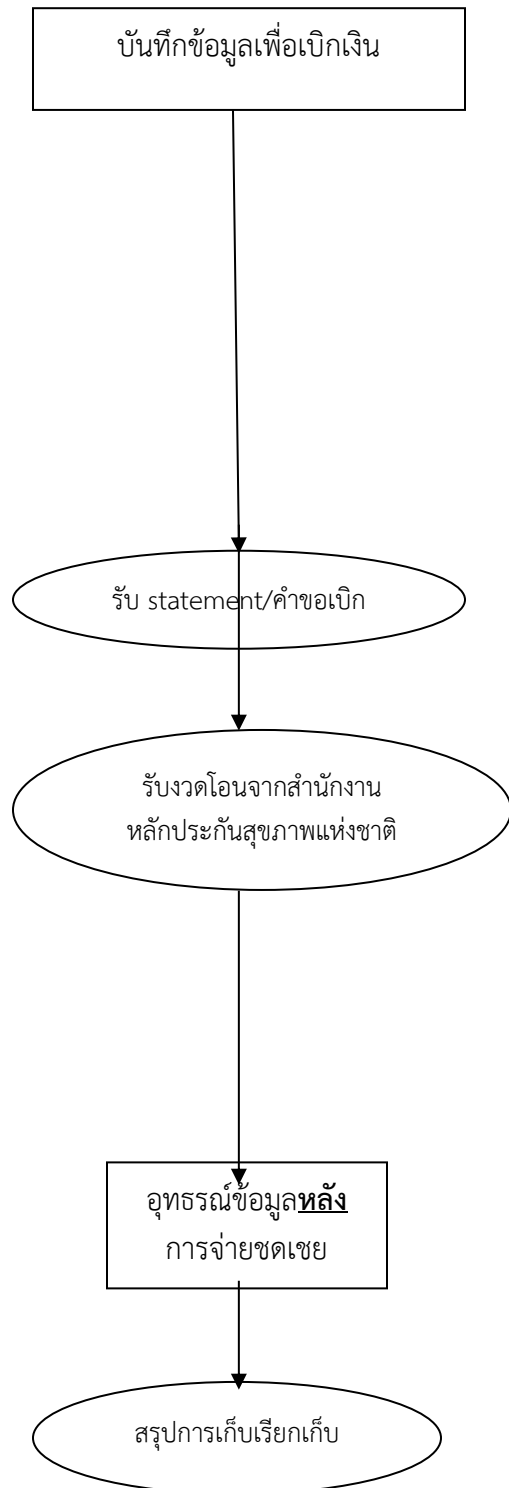 บันทึกข้อมูลเพื่อเบิกเงิน
รับ statement/คำขอเบิก
รับงวดโอนจากสำนักงาน
หลักประกันสุขภาพแห่งชาติ
อุทธรณ์ข้อมูลหลัง
การจ่ายชดเชย
สรุปการเก็บเรียกเก็บ